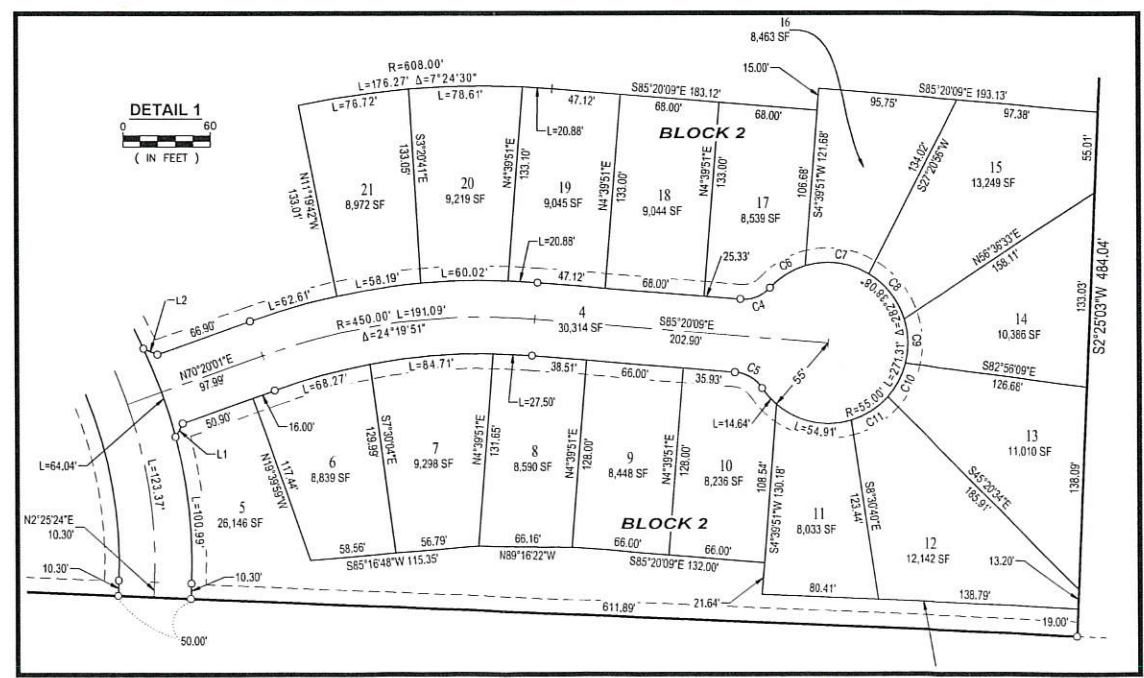 DETAIL 1
0 60
( IN FEET )
R=608.00'
L=176.27' Δ=7°24'30"
L=76.72'
L=78.61'
L=20.88'
47.12'
S85°20'09"E 183.12'
68.00'
68.00'
BLOCK 2
15.00'
16
8,463 SF
S85°20'09"E 193.13'
95.75'
97.38'
55.01'
N11°19'42"W
133.01'
21
8,972 SF
S3°20'41"E
133.05'
20
9,219 SF
N4°39'51"E
133.10'
19
9,045 SF
N4°39'51"E
133.00'
18
9,044 SF
N4°39'51"E
133.00'
17
8,539 SF
106.68'
S4°39'51"W 121.68'
134.02'
S27°20'56"W
15
13,249 SF
N56°36'33"E
158.11'
133.03'
S2°25'03"W 484.04'
L2
66.90'
L=62.61'
L=58.19'
L=60.02'
L=20.88'
47.12'
68.00'
25.33'
C4
C6
C7
C8
C9
C10
C11
Δ=282°38'08"
L=271.31'
R=55.00'
55'
R=450.00' L=191.09'
Δ=24°19'51"
4
30,314 SF
S85°20'09"E
202.90'
14
10,386 SF
S82°56'09"E
126.68'
N70°20'01"E
97.99'
50.90'
L=68.27'
L=84.71'
38.51'
66.00'
35.93'
C5
L=27.50'
L=14.64'
L=54.91'
16.00'
L1
L=64.04'
L=123.37'
L=100.99'
N2°25'24"E
10.30'
10.30'
10.30'
50.00'
5
26,146 SF
117.44'
N19°39'59"W
6
8,839 SF
S7°30'04"E
129.99'
7
9,298 SF
N4°39'51"E
131.65'
8
8,590 SF
N4°39'51"E
128.00'
9
8,448 SF
N4°39'51"E
128.00'
10
8,236 SF
108.54'
S4°39'51"W 130.18'
11
8,033 SF
S8°30'40"E
123.44'
12
12,142 SF
S45°20'34"E
185.91'
13
11,010 SF
138.09'
13.20'
BLOCK 2
58.56'
56.79'
S85°16'48"W 115.35'
66.16'
N89°16'22"W
66.00'
66.00'
S85°20'09"E 132.00'
21.64'
80.41'
138.79'
611.89'
19.00'